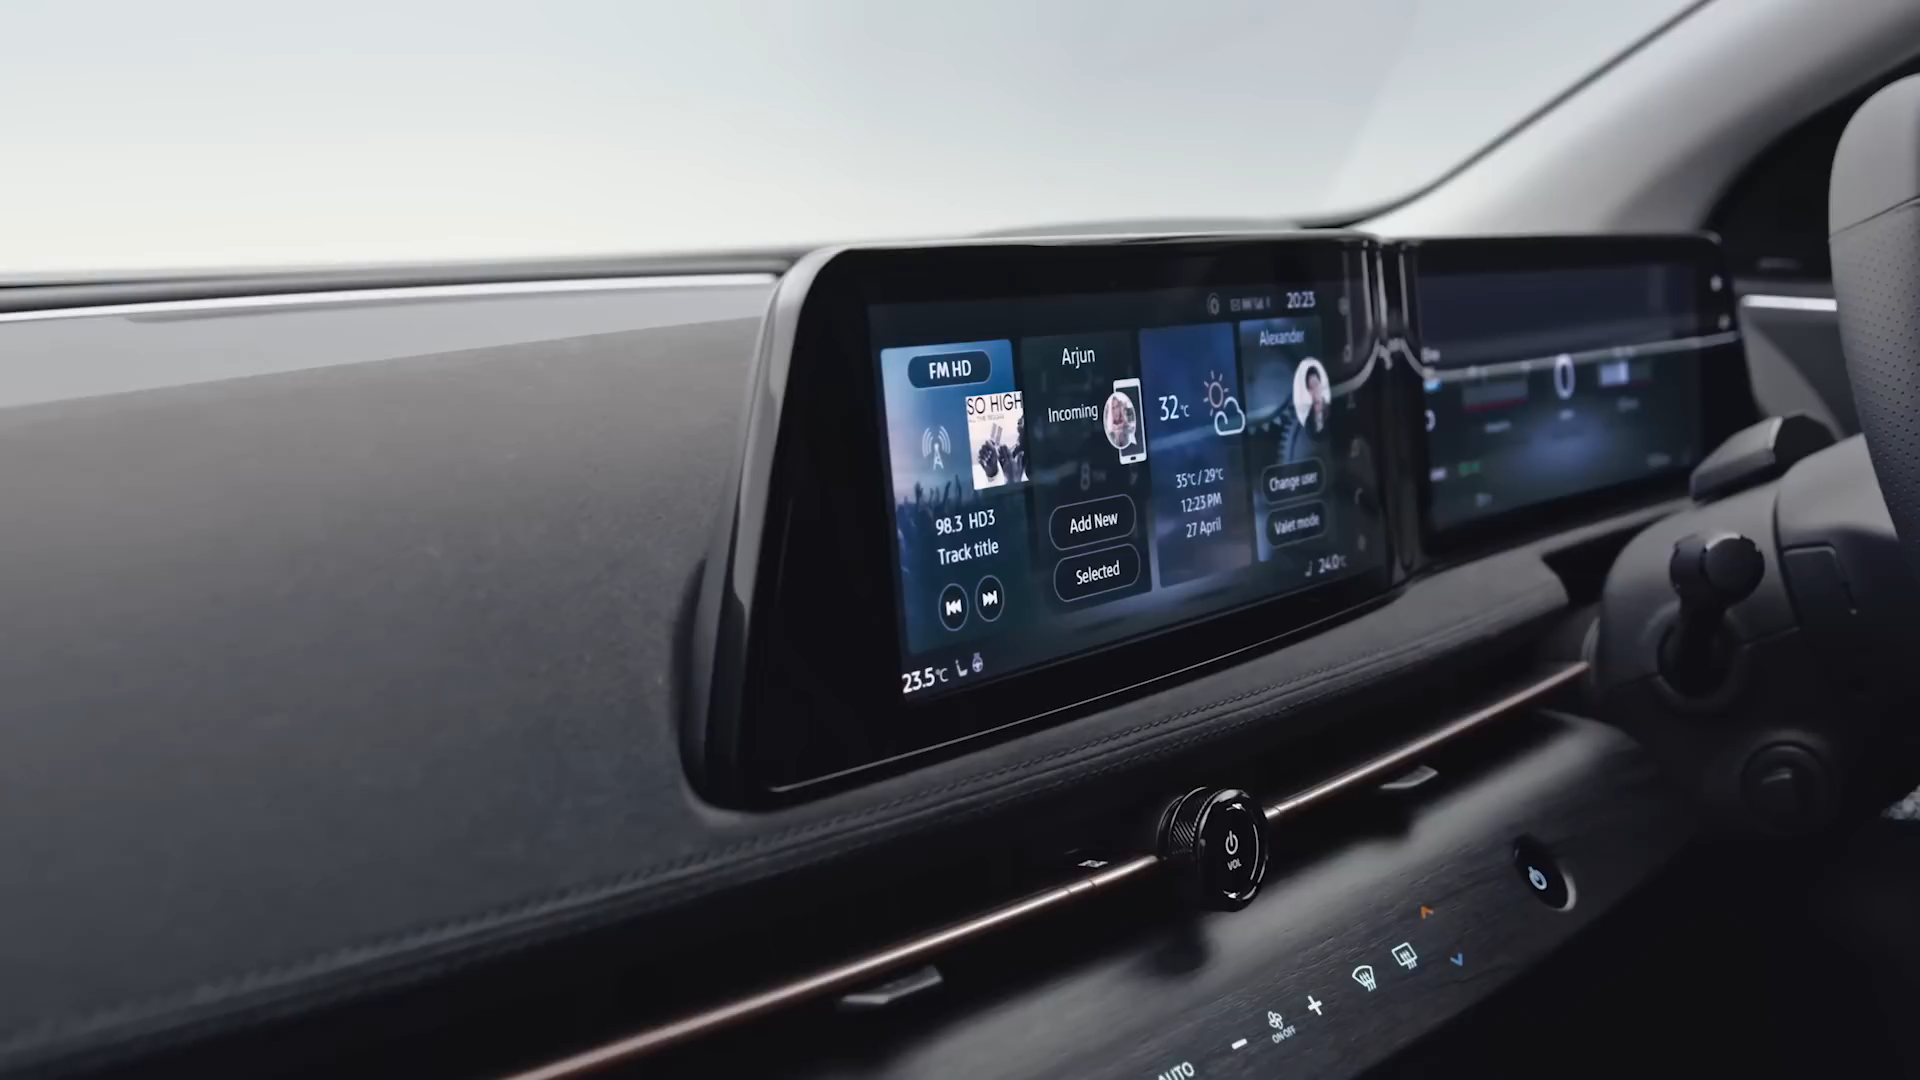 20:23
FM HD
SO HIGH
98.3 HD3
Track title
Arjun
Incoming
Add New
Selected
32°C
35°C / 29°C
12:23 PM
27 April
Alexander
Change user
Valet mode
23.5°C
24.0°C
VOL
ON·OFF
AUTO